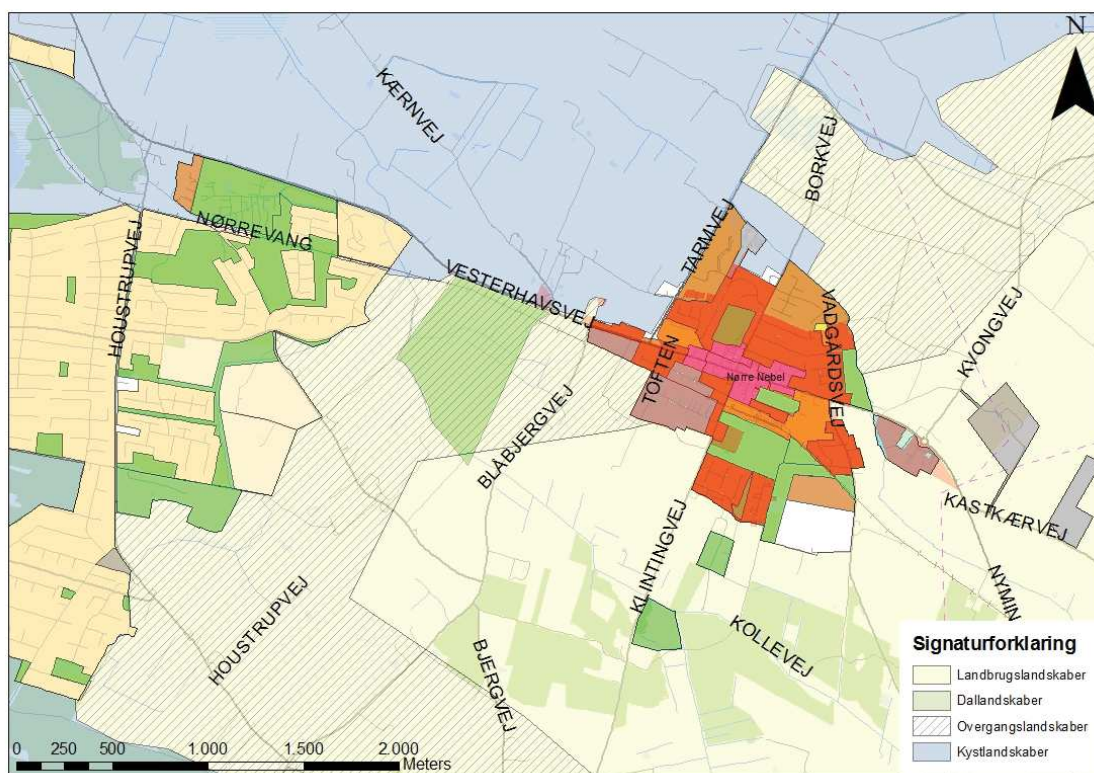 N
KÆRNVEJ
BORKVEJ
NØRREVANG
HOUSTRUPVEJ
TARMVEJ
VESTERHAVSVEJ
VADGÅRDSVEJ
KVONGVEJ
TOFTEN
Nørre Nebel
BLÅBJERGVEJ
KASTKÆRVEJ
KLINTINGVEJ
NYMIN
HOUSTRUPVEJ
KOLLEVEJ
BJERGVEJ
Signaturforklaring
Landbrugslandskaber
Dallandskaber
Overgangslandskaber
Kystlandskaber
0 250 500 1.000 1.500 2.000
Meters